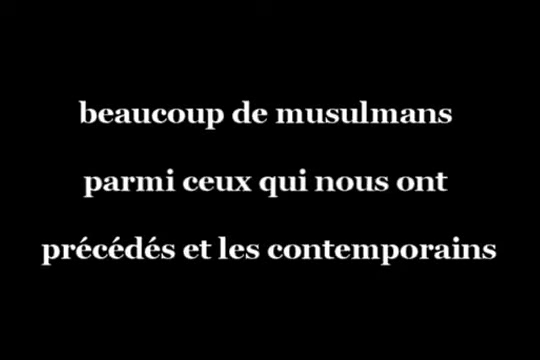 beaucoup de musulmans
parmi ceux qui nous ont
précédés et les contemporains